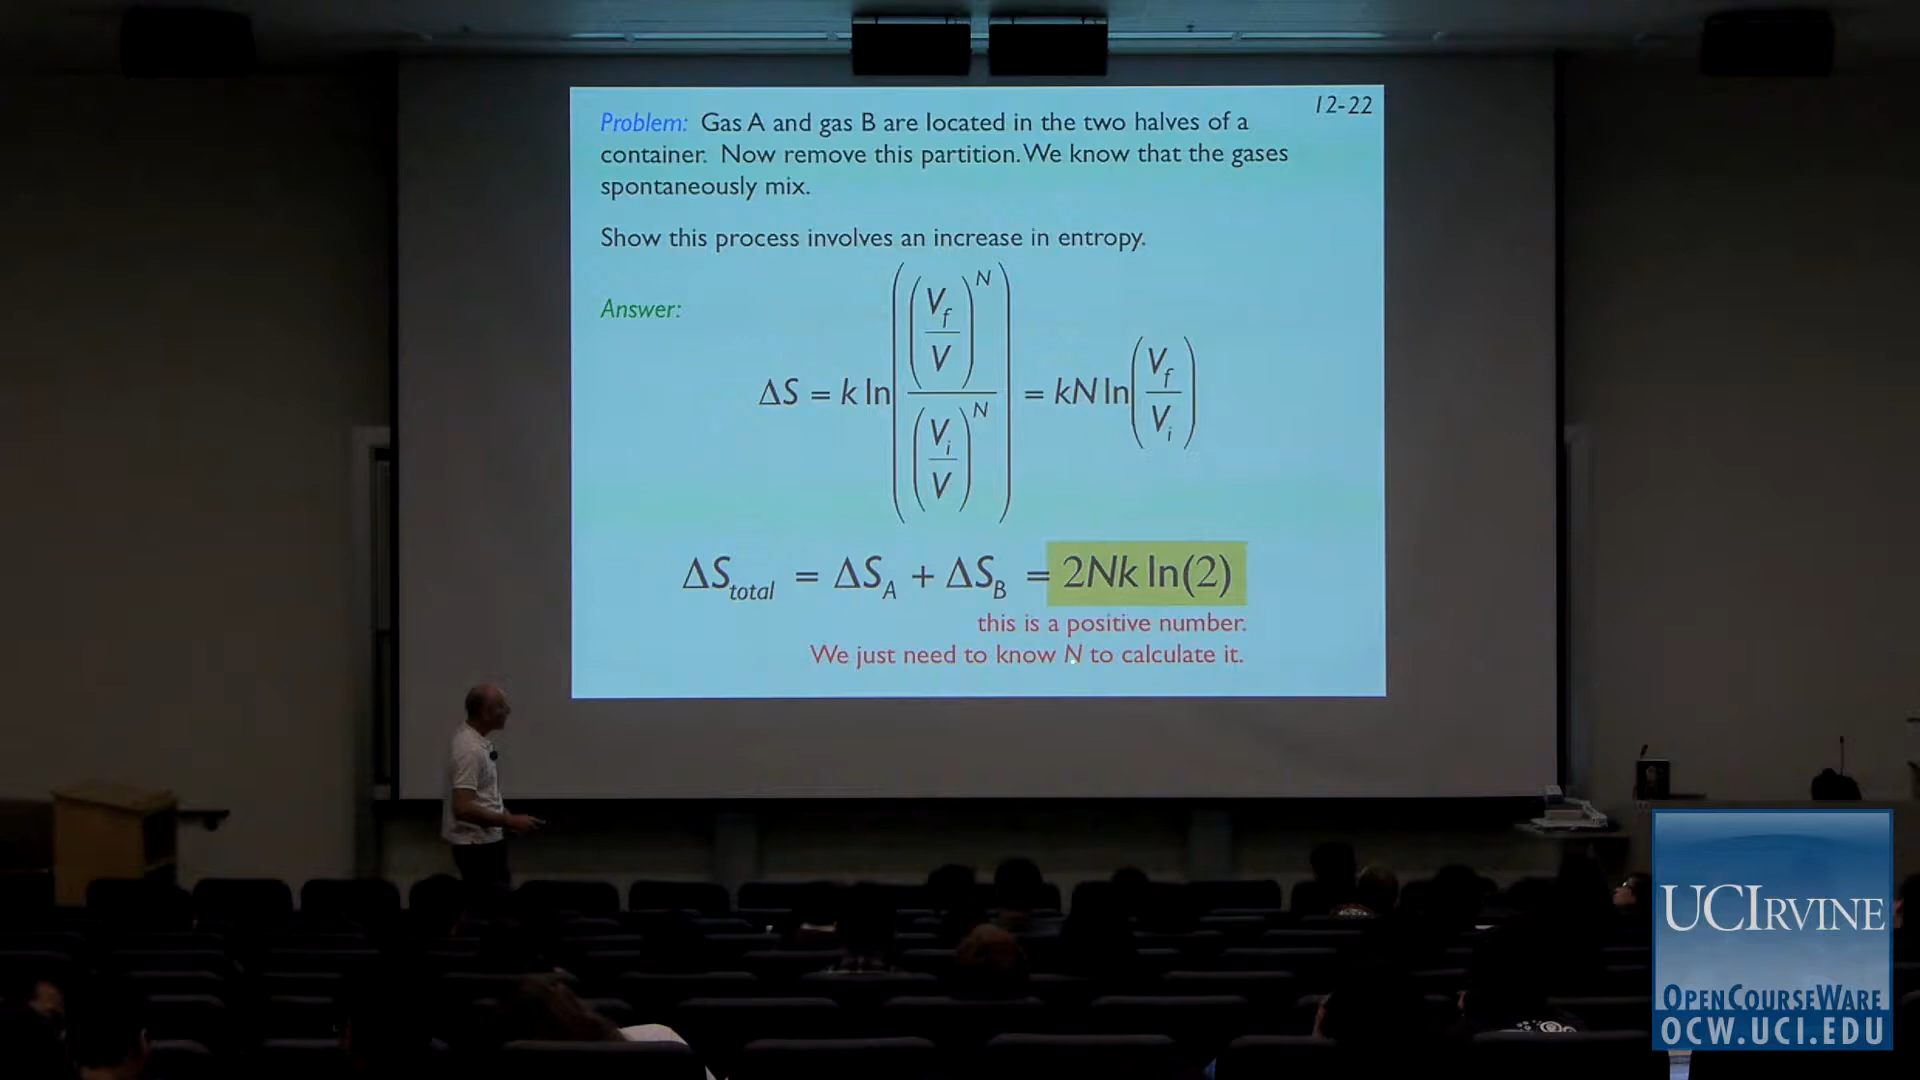 12-22
Problem: Gas A and gas B are located in the two halves of a
container. Now remove this partition. We know that the gases
spontaneously mix.
Show this process involves an increase in entropy.
Answer:
ΔS = k ln(((V_f/V)^N)/((V_i/V)^N)) = kN ln(V_f/V_i)
ΔS_total = ΔS_A + ΔS_B = 2Nk ln(2)
this is a positive number.
We just need to know N to calculate it.
UCIRVINE
OPENCOURSEWARE
OCW.UCI.EDU